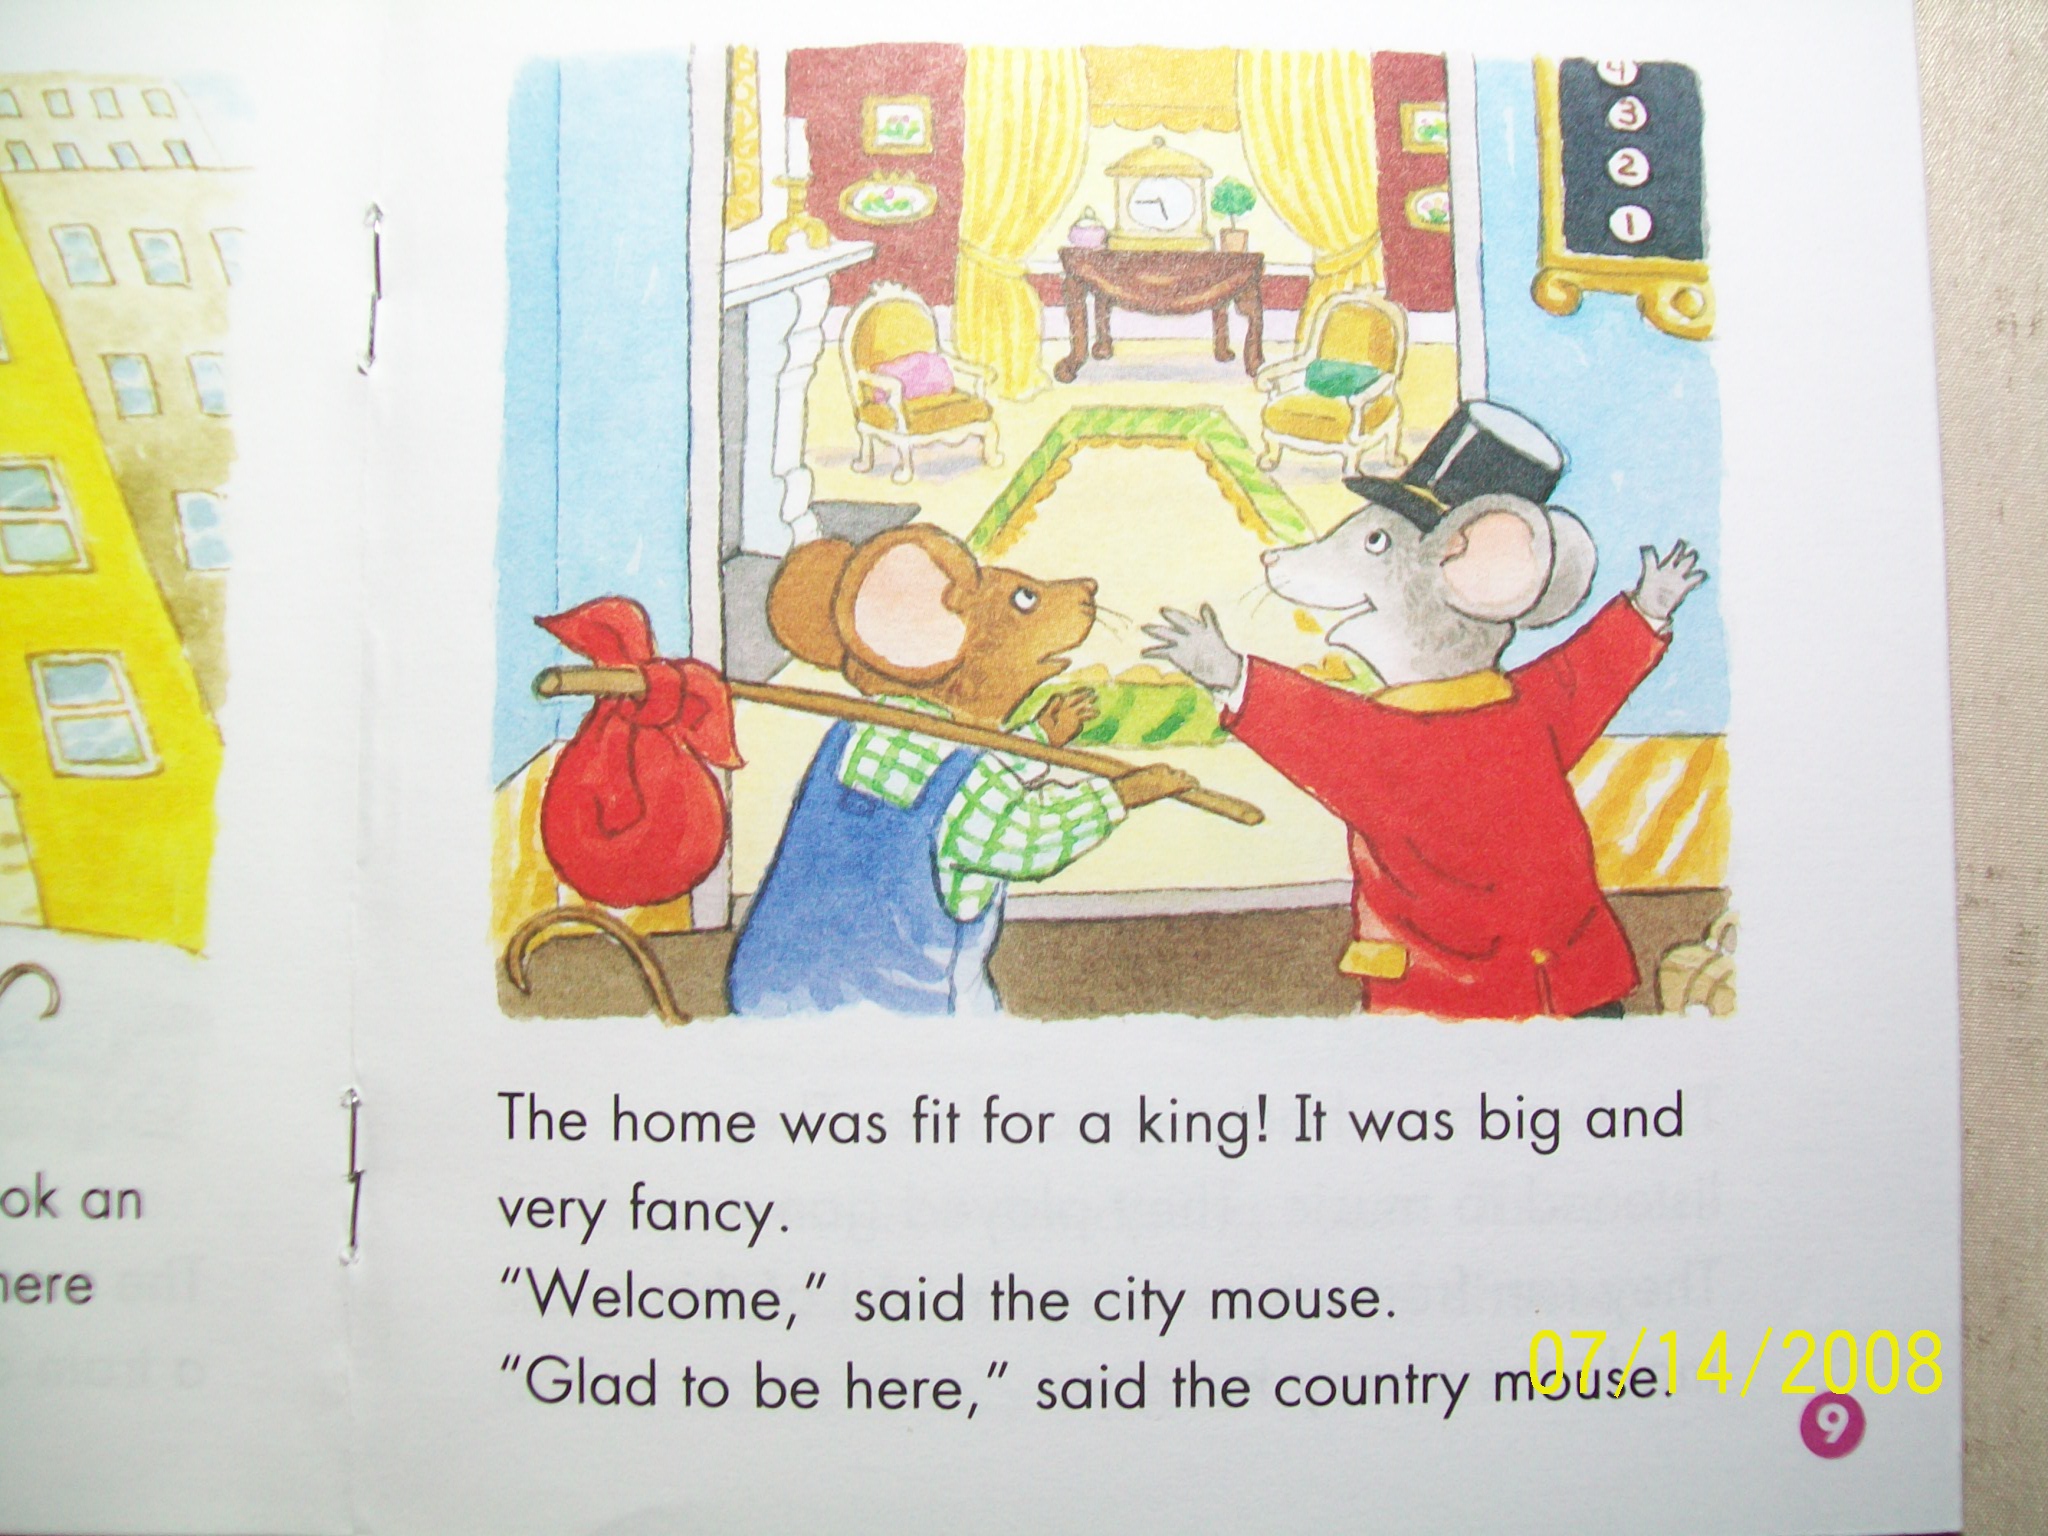 4
3
2
1
ok an
here
The home was fit for a king! It was big and
very fancy.
“Welcome,” said the city mouse.
“Glad to be here,” said the country mouse.
07/14/2008
9